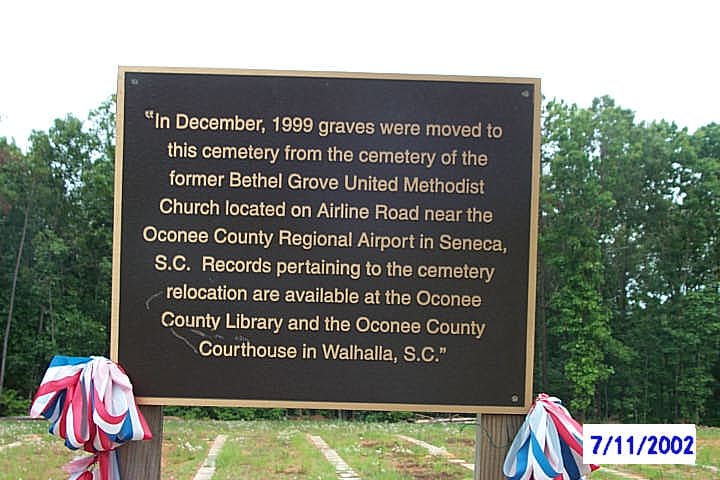 "In December, 1999 graves were moved to
this cemetery from the cemetery of the
former Bethel Grove United Methodist
Church located on Airline Road near the
Oconee County Regional Airport in Seneca,
S.C. Records pertaining to the cemetery
relocation are available at the Oconee
County Library and the Oconee County
Courthouse in Walhalla, S.C."
7/11/2002